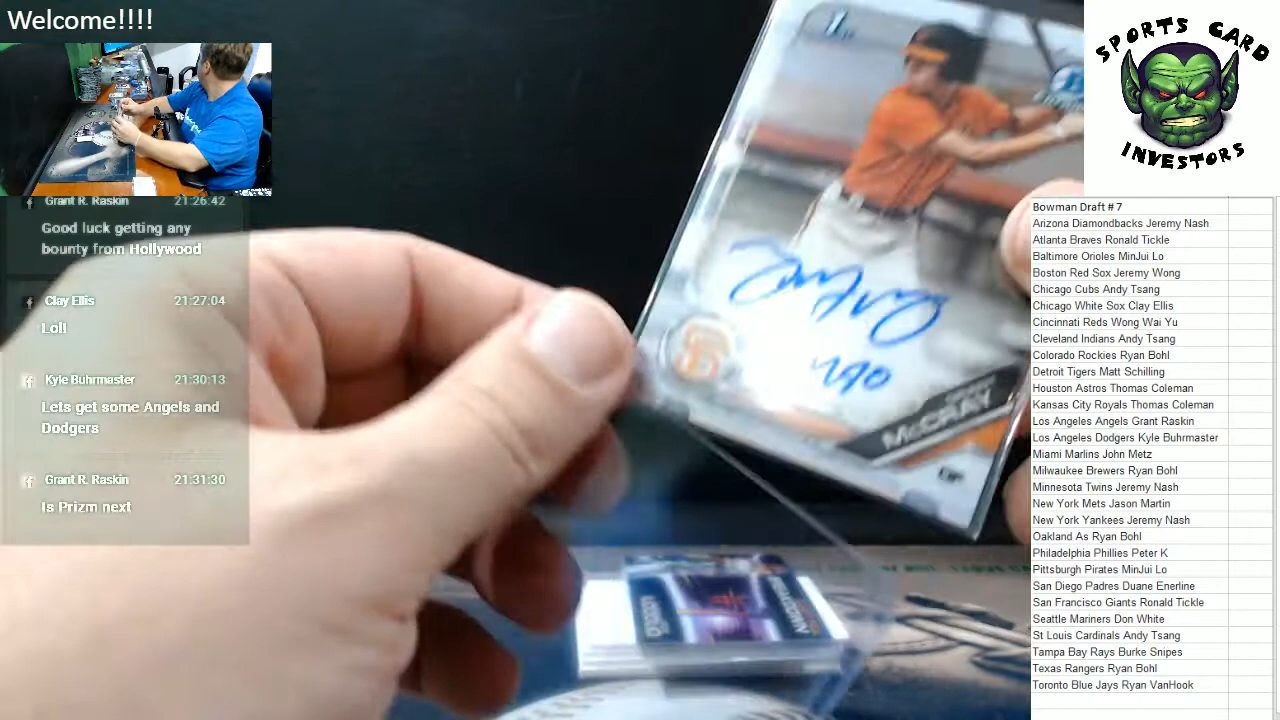 Welcome!!!!
Grant R. Raskin 21:26:42
Good luck getting any
bounty from Hollywood
Clay Ellis 21:27:04
Lol!
Kyle Buhrmaster 21:30:13
Lets get some Angels and
Dodgers
Grant R. Raskin 21:31:30
Is Prizm next
1st
McCRAY
OF
SF
SPORTS CARD
INVESTORS
Bowman Draft #7
Arizona Diamondbacks Jeremy Nash
Atlanta Braves Ronald Tickle
Baltimore Orioles MinJui Lo
Boston Red Sox Jeremy Wong
Chicago Cubs Andy Tsang
Chicago White Sox Clay Ellis
Cincinnati Reds Wong Wai Yu
Cleveland Indians Andy Tsang
Colorado Rockies Ryan Bohl
Detroit Tigers Matt Schilling
Houston Astros Thomas Coleman
Kansas City Royals Thomas Coleman
Los Angeles Angels Grant Raskin
Los Angeles Dodgers Kyle Buhrmaster
Miami Marlins John Metz
Milwaukee Brewers Ryan Bohl
Minnesota Twins Jeremy Nash
New York Mets Jason Martin
New York Yankees Jeremy Nash
Oakland As Ryan Bohl
Philadelphia Phillies Peter K
Pittsburgh Pirates MinJui Lo
San Diego Padres Duane Enerline
San Francisco Giants Ronald Tickle
Seattle Mariners Don White
St Louis Cardinals Andy Tsang
Tampa Bay Rays Burke Snipes
Texas Rangers Ryan Bohl
Toronto Blue Jays Ryan VanHook